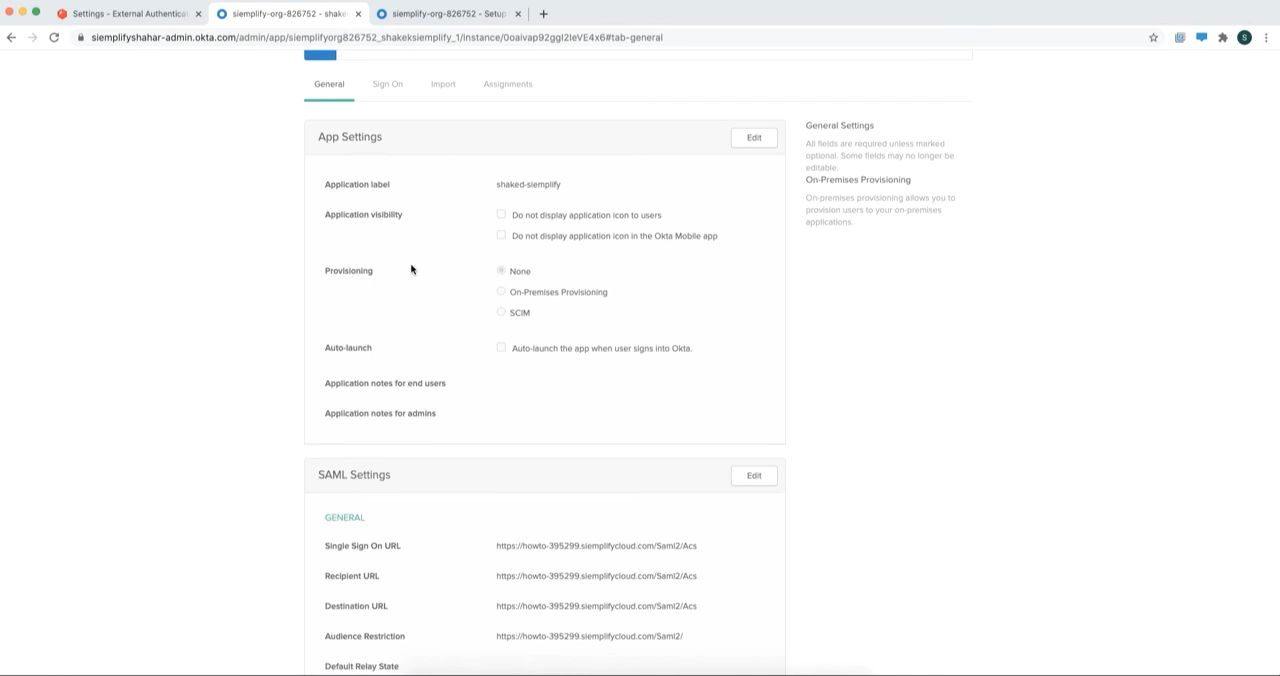 Settings - External Authenticat
siemplify-org-826752 - shake
siemplify-org-826752 - Setup
siemplifyshahar-admin.okta.com/admin/app/siemplifyorg826752_shakeksiemplify_1/instance/0oaivap92ggI2IeVE4x6#tab-general
S
General
Sign On
Import
Assignments
App Settings
Edit
Application label
shaked-siemplify
Application visibility
Do not display application icon to users
Do not display application icon in the Okta Mobile app
Provisioning
None
On-Premises Provisioning
SCIM
Auto-launch
Auto-launch the app when user signs into Okta.
Application notes for end users
Application notes for admins
General Settings
All fields are required unless marked
optional. Some fields may no longer be
editable.
On-Premises Provisioning
On-premises provisioning allows you to
provision users to your on-premises
applications.
SAML Settings
Edit
GENERAL
Single Sign On URL
https://howto-395299.siemplifycloud.com/Saml2/Acs
Recipient URL
https://howto-395299.siemplifycloud.com/Saml2/Acs
Destination URL
https://howto-395299.siemplifycloud.com/Saml2/Acs
Audience Restriction
https://howto-395299.siemplifycloud.com/Saml2/
Default Relay State